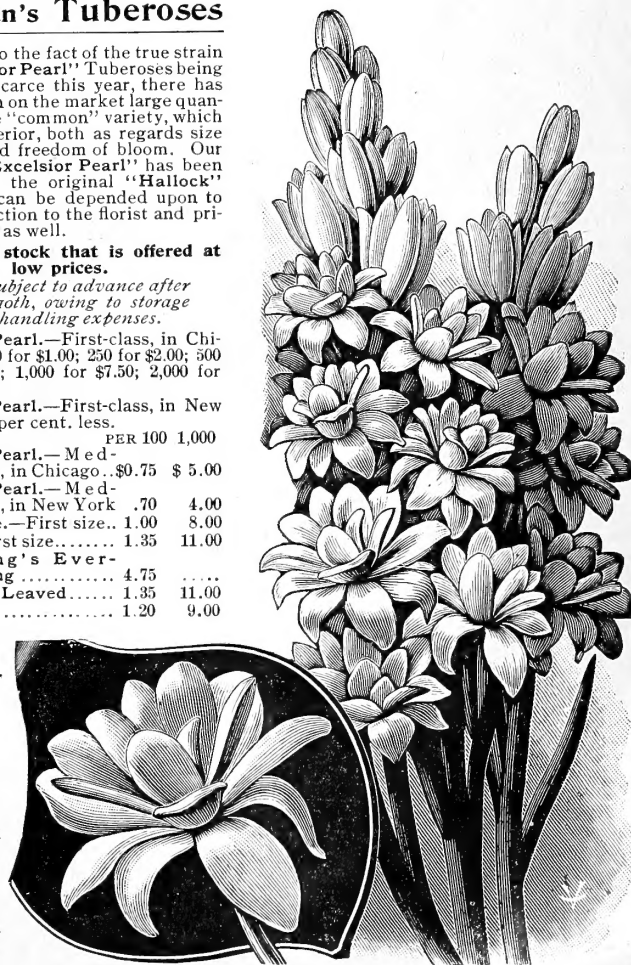 Tuberoses
o the fact of the true strain
or Pearl" Tuberoses being
carce this year, there has
on the market large quan-
"common" variety, which
erior, both as regards size
d freedom of bloom. Our
Excelsior Pearl" has been
the original "Hallock"
can be depended upon to
ction to the florist and pri-
as well.
stock that is offered at
low prices.
ubject to advance after
owing to storage
handling expenses.
Pearl.—First-class, in Chi-
for $1.00; 250 for $2.00; 500
; 1,000 for $7.50; 2,000 for
Pearl.—First-class, in New
per cent. less.
PER 100 1,000
Pearl.—Med-
, in Chicago..$0.75 $ 5.00
Pearl.—Med-
, in New York .70 4.00
e.—First size.. 1.00 8.00
rst size........ 1.35 11.00
g's Ever-
ng ............ 4.75 .....
Leaved...... 1.35 11.00
.............. 1.20 9.00